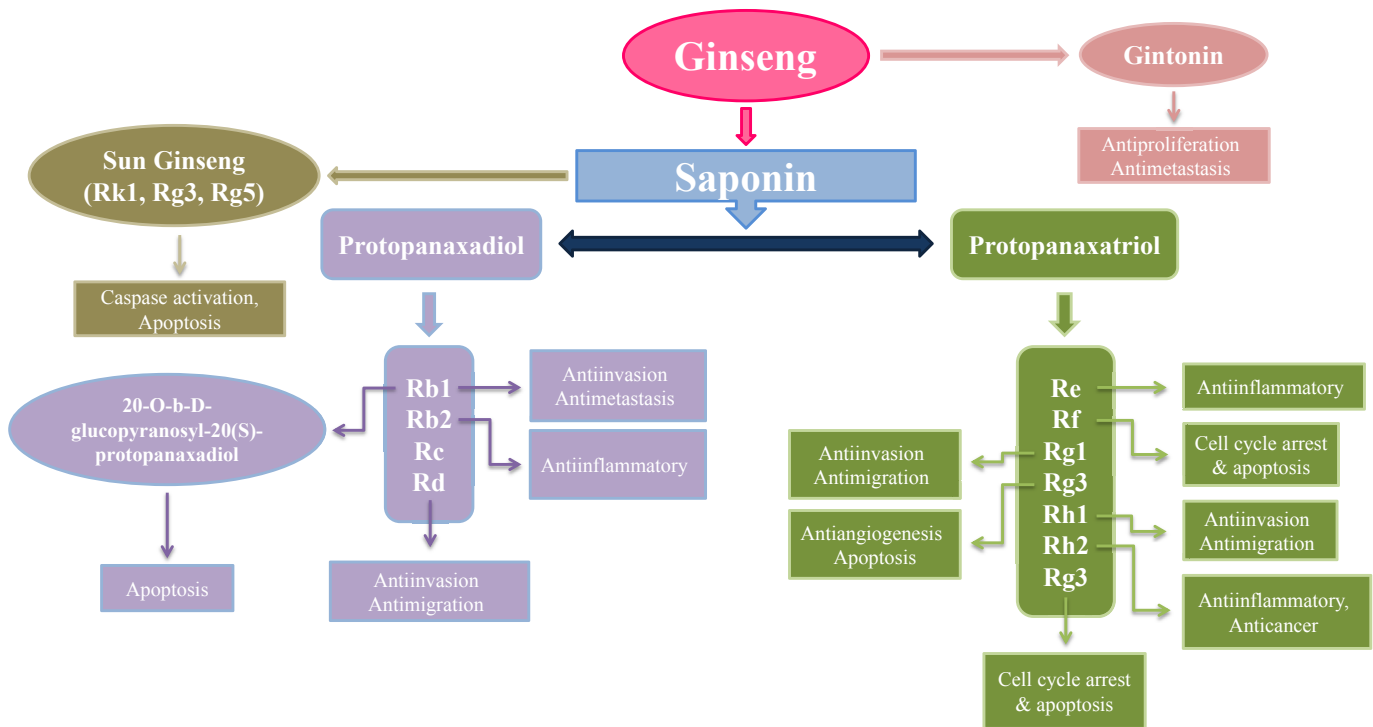 Ginseng
Gintonin
Antiproliferation
Antimetastasis
Sun Ginseng
(Rk1, Rg3, Rg5)
Saponin
Protopanaxadiol
Protopanaxatriol
Caspase activation,
Apoptosis
20-O-b-D-
glucopyranosyl-20(S)-
protopanaxadiol
Apoptosis
Rb1
Rb2
Rc
Rd
Antiinvasion
Antimetastasis
Antiinflammatory
Antiinvasion
Antimigration
Re
Rf
Rg1
Rg3
Rh1
Rh2
Rg3
Antiinvasion
Antimigration
Antiangiogenesis
Apoptosis
Antiinflammatory
Cell cycle arrest
& apoptosis
Antiinvasion
Antimigration
Antiinflammatory,
Anticancer
Cell cycle arrest
& apoptosis